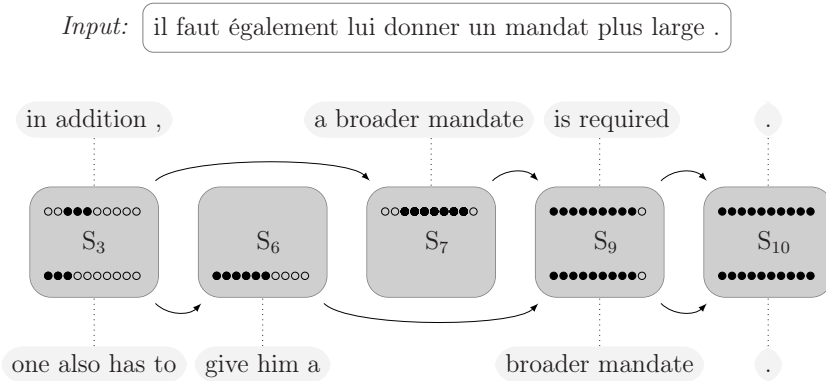 Input: il faut également lui donner un mandat plus large .
in addition , a broader mandate is required .
S3 S6 S7 S9 S10
one also has to give him a broader mandate .